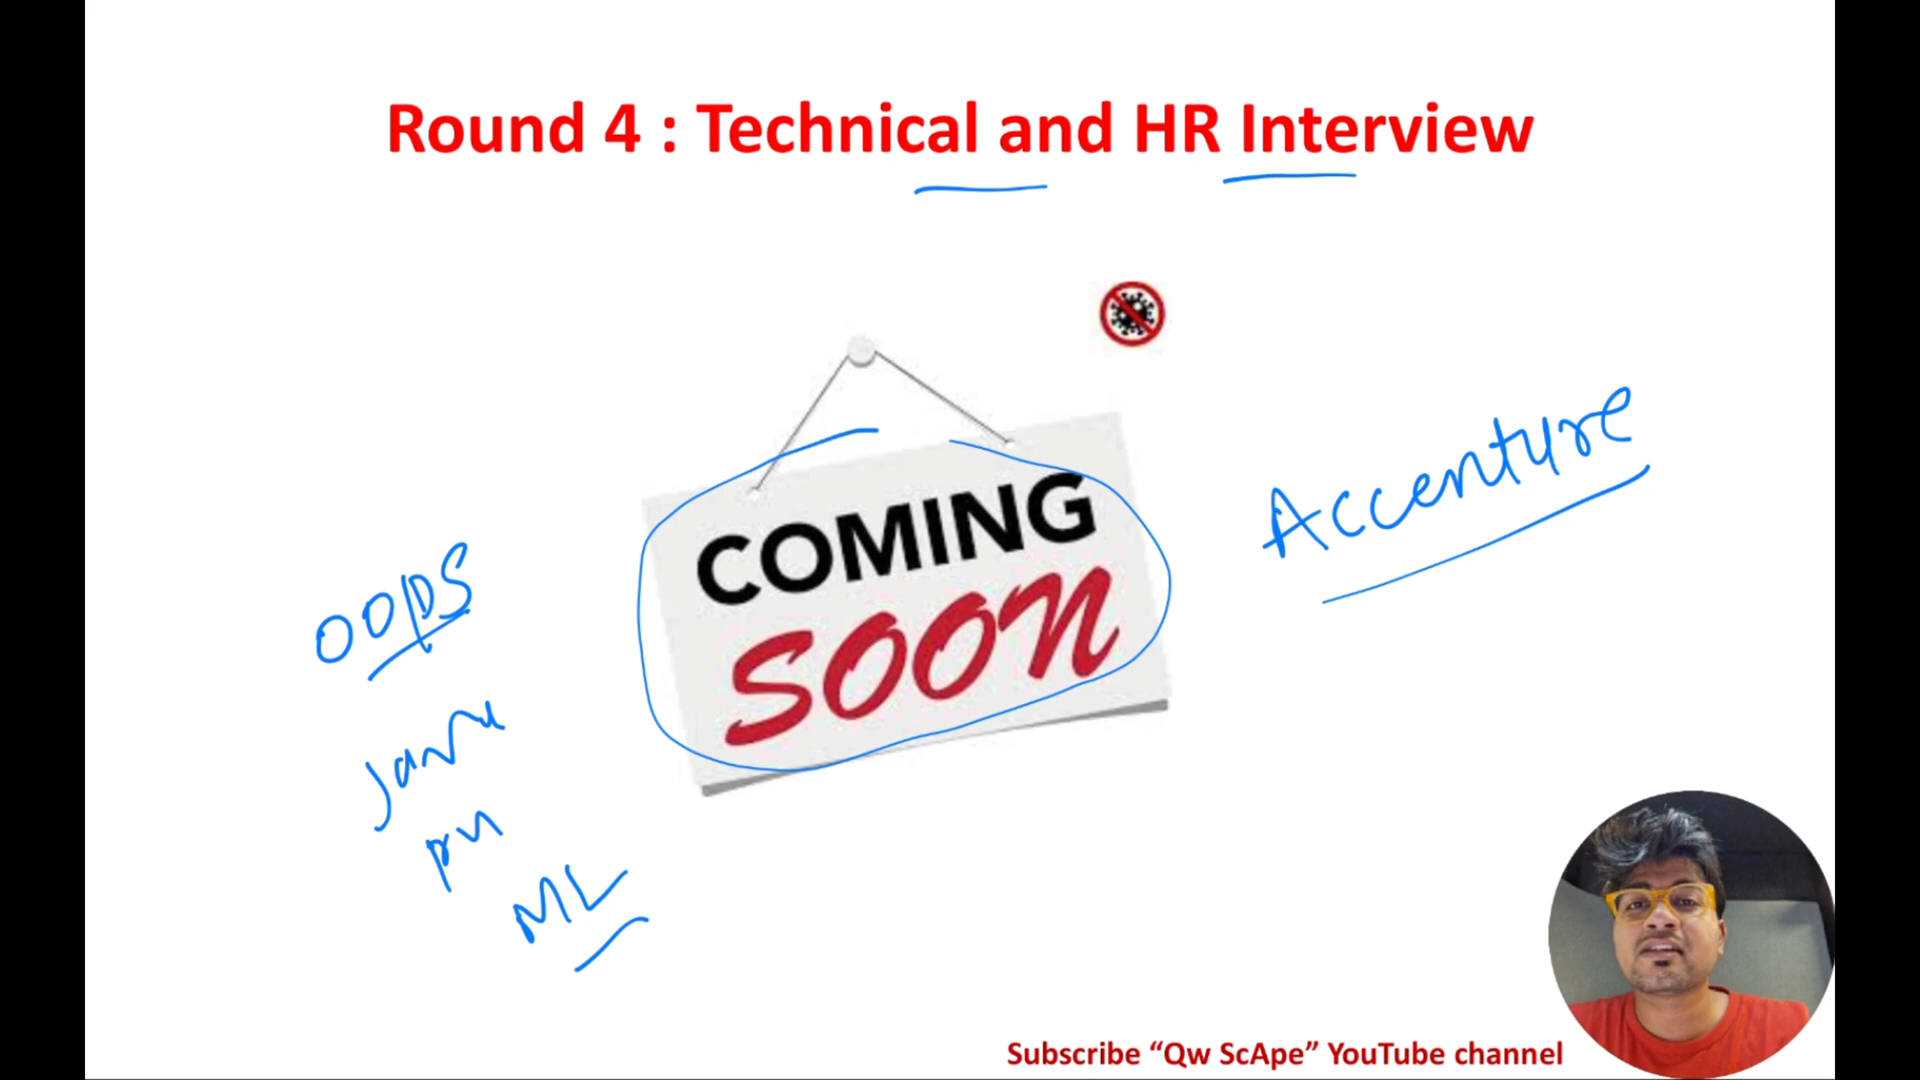 Round 4 : Technical and HR Interview
Accenture
COMING
SOON
OOPS
Java
ML
Subscribe “Qw ScApe” YouTube channel